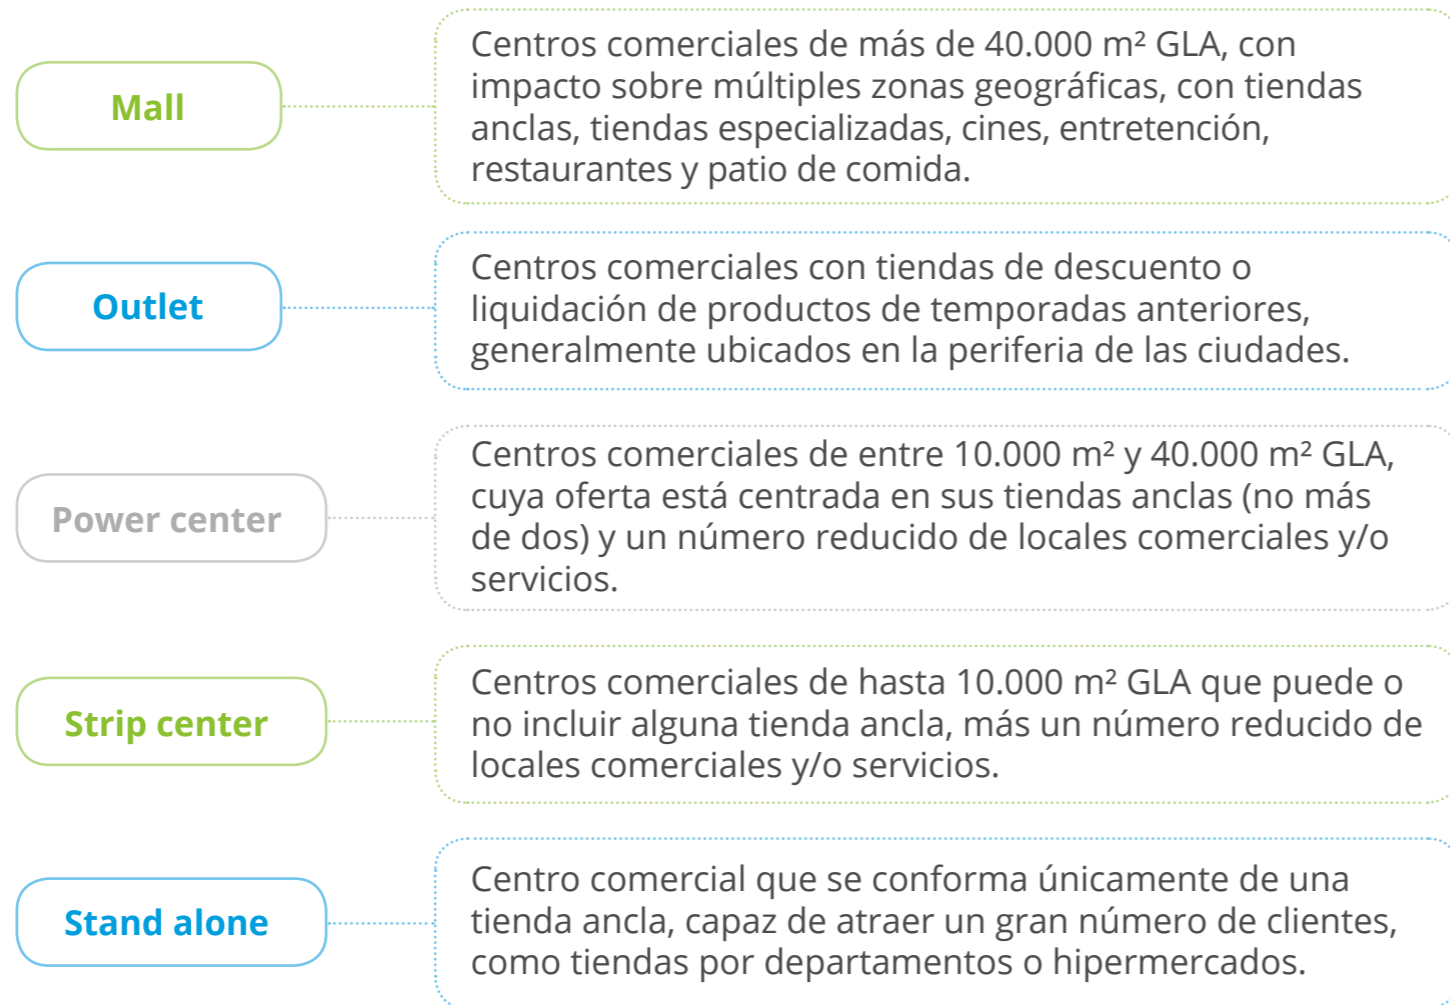 Mall
Centros comerciales de más de 40.000 m² GLA, con
impacto sobre múltiples zonas geográficas, con tiendas
anclas, tiendas especializadas, cines, entretención,
restaurantes y patio de comida.
Outlet
Centros comerciales con tiendas de descuento o
liquidación de productos de temporadas anteriores,
generalmente ubicados en la periferia de las ciudades.
Power center
Centros comerciales de entre 10.000 m² y 40.000 m² GLA,
cuya oferta está centrada en sus tiendas anclas (no más
de dos) y un número reducido de locales comerciales y/o
servicios.
Strip center
Centros comerciales de hasta 10.000 m² GLA que puede o
no incluir alguna tienda ancla, más un número reducido de
locales comerciales y/o servicios.
Stand alone
Centro comercial que se conforma únicamente de una
tienda ancla, capaz de atraer un gran número de clientes,
como tiendas por departamentos o hipermercados.